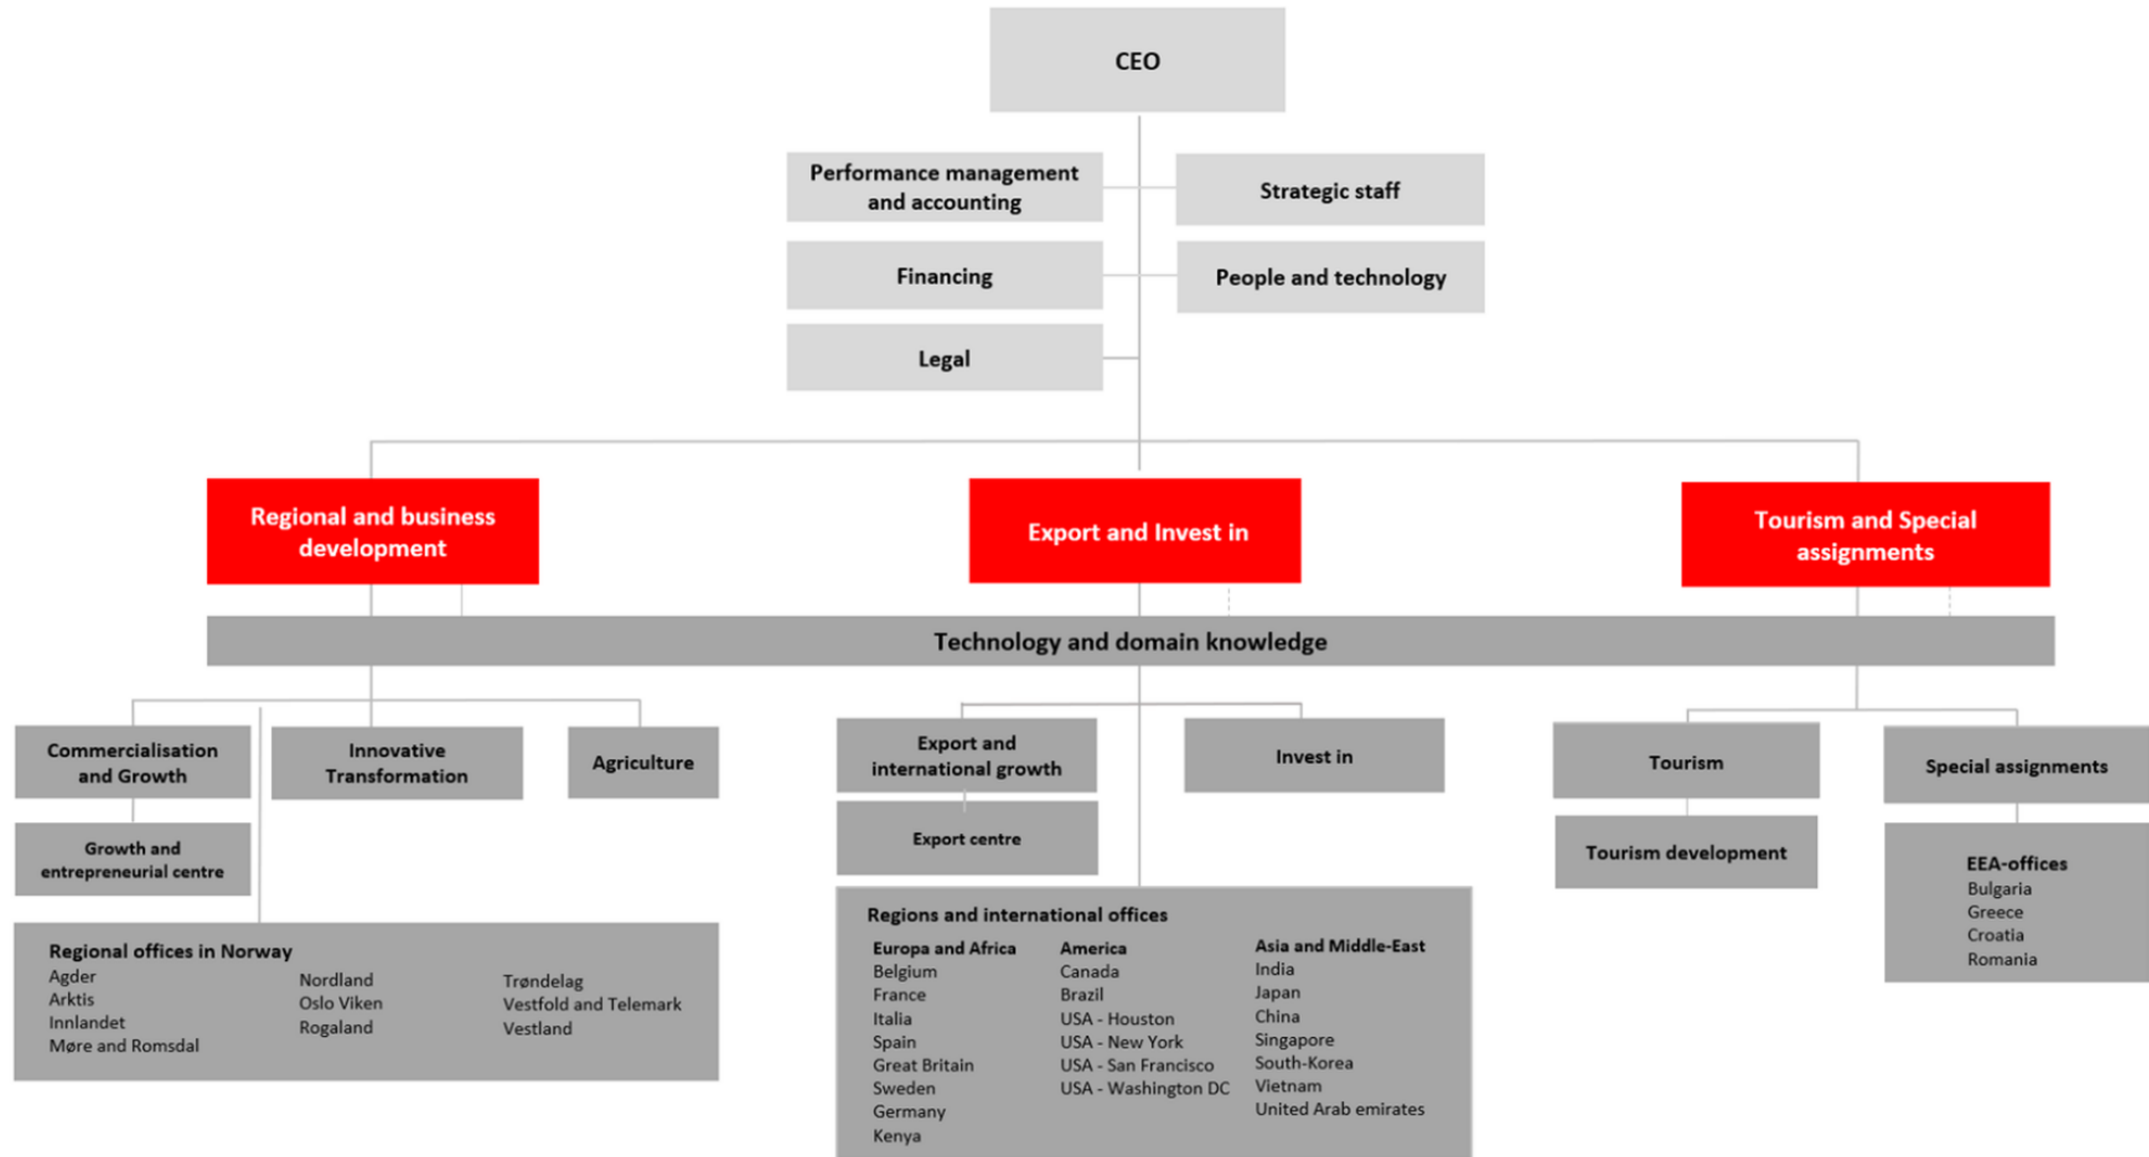 CEO
Performance management
and accounting
Strategic staff
Financing
People and technology
Legal
Regional and business
development
Export and Invest in
Tourism and Special
assignments
Technology and domain knowledge
Commercialisation
and Growth
Innovative
Transformation
Agriculture
Growth and
entrepreneurial centre
Regional offices in Norway
Agder
Arktis
Innlandet
Møre and Romsdal
Nordland
Oslo Viken
Rogaland
Trøndelag
Vestfold and Telemark
Vestland
Export and
international growth
Invest in
Export centre
Regions and international offices
Europa and Africa
Belgium
France
Italia
Spain
Great Britain
Sweden
Germany
Kenya
America
Canada
Brazil
USA - Houston
USA - New York
USA - San Francisco
USA - Washington DC
Asia and Middle-East
India
Japan
China
Singapore
South-Korea
Vietnam
United Arab emirates
Tourism
Special assignments
Tourism development
EEA-offices
Bulgaria
Greece
Croatia
Romania